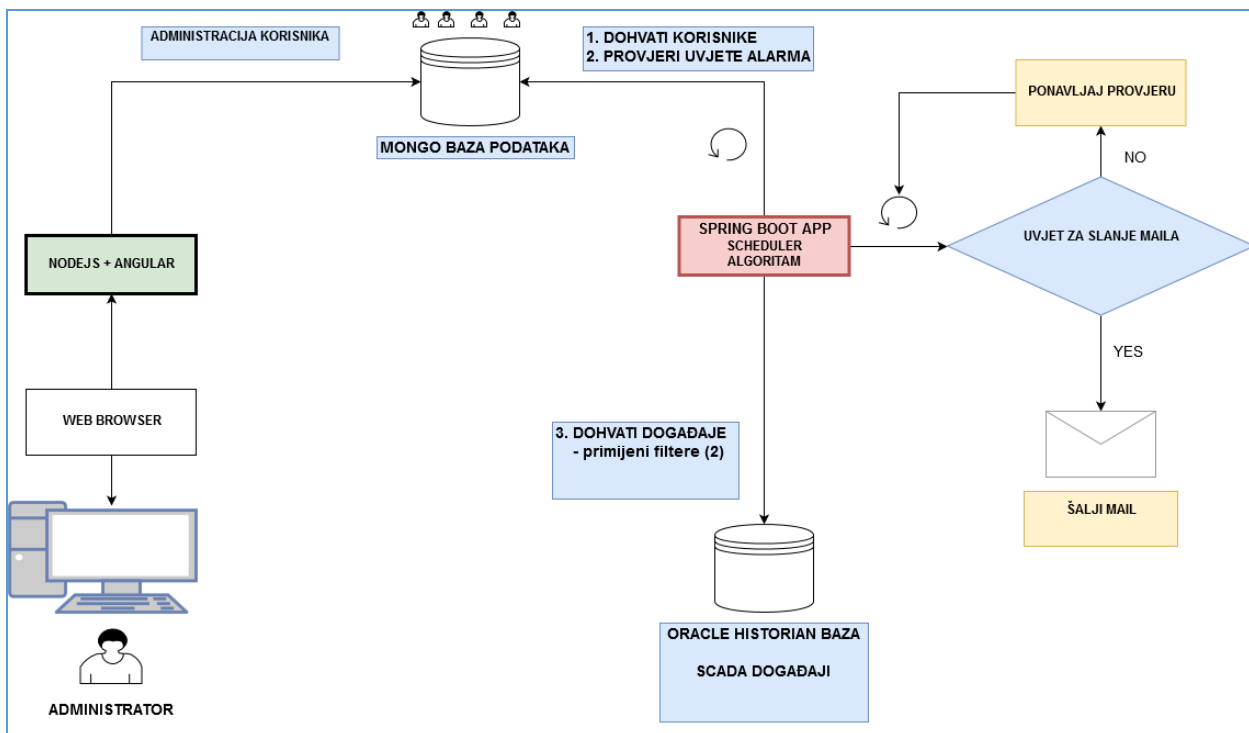 ADMINISTRACIJA KORISNIKA
1. DOHVATI KORISNIKE
2. PROVJERI UVJETE ALARMA
MONGO BAZA PODATAKA
PONAVLJAJ PROVJERU
NO
NODEJS + ANGULAR
SPRING BOOT APP
SCHEDULER
ALGORITAM
UVJET ZA SLANJE MAILA
YES
WEB BROWSER
3. DOHVATI DOGAĐAJE
- primijeni filtere (2)
ŠALJI MAIL
ORACLE HISTORIAN BAZA
SCADA DOGAĐAJI
ADMINISTRATOR